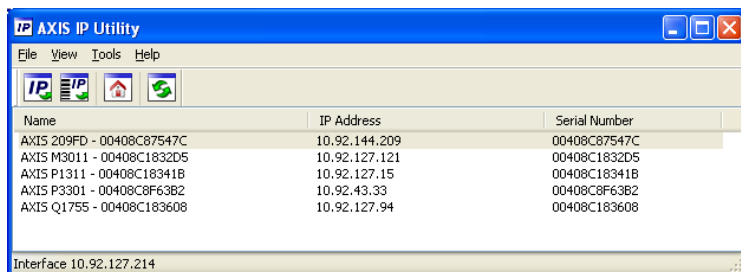 IP AXIS IP Utility
File View Tools Help
IP IP
Name IP Address Serial Number
AXIS 209FD - 00408C87547C 10.92.144.209 00408C87547C
AXIS M3011 - 00408C1832D5 10.92.127.121 00408C1832D5
AXIS P1311 - 00408C18341B 10.92.127.15 00408C18341B
AXIS P3301 - 00408C8F63B2 10.92.43.33 00408C8F63B2
AXIS Q1755 - 00408C183608 10.92.127.94 00408C183608
Interface 10.92.127.214